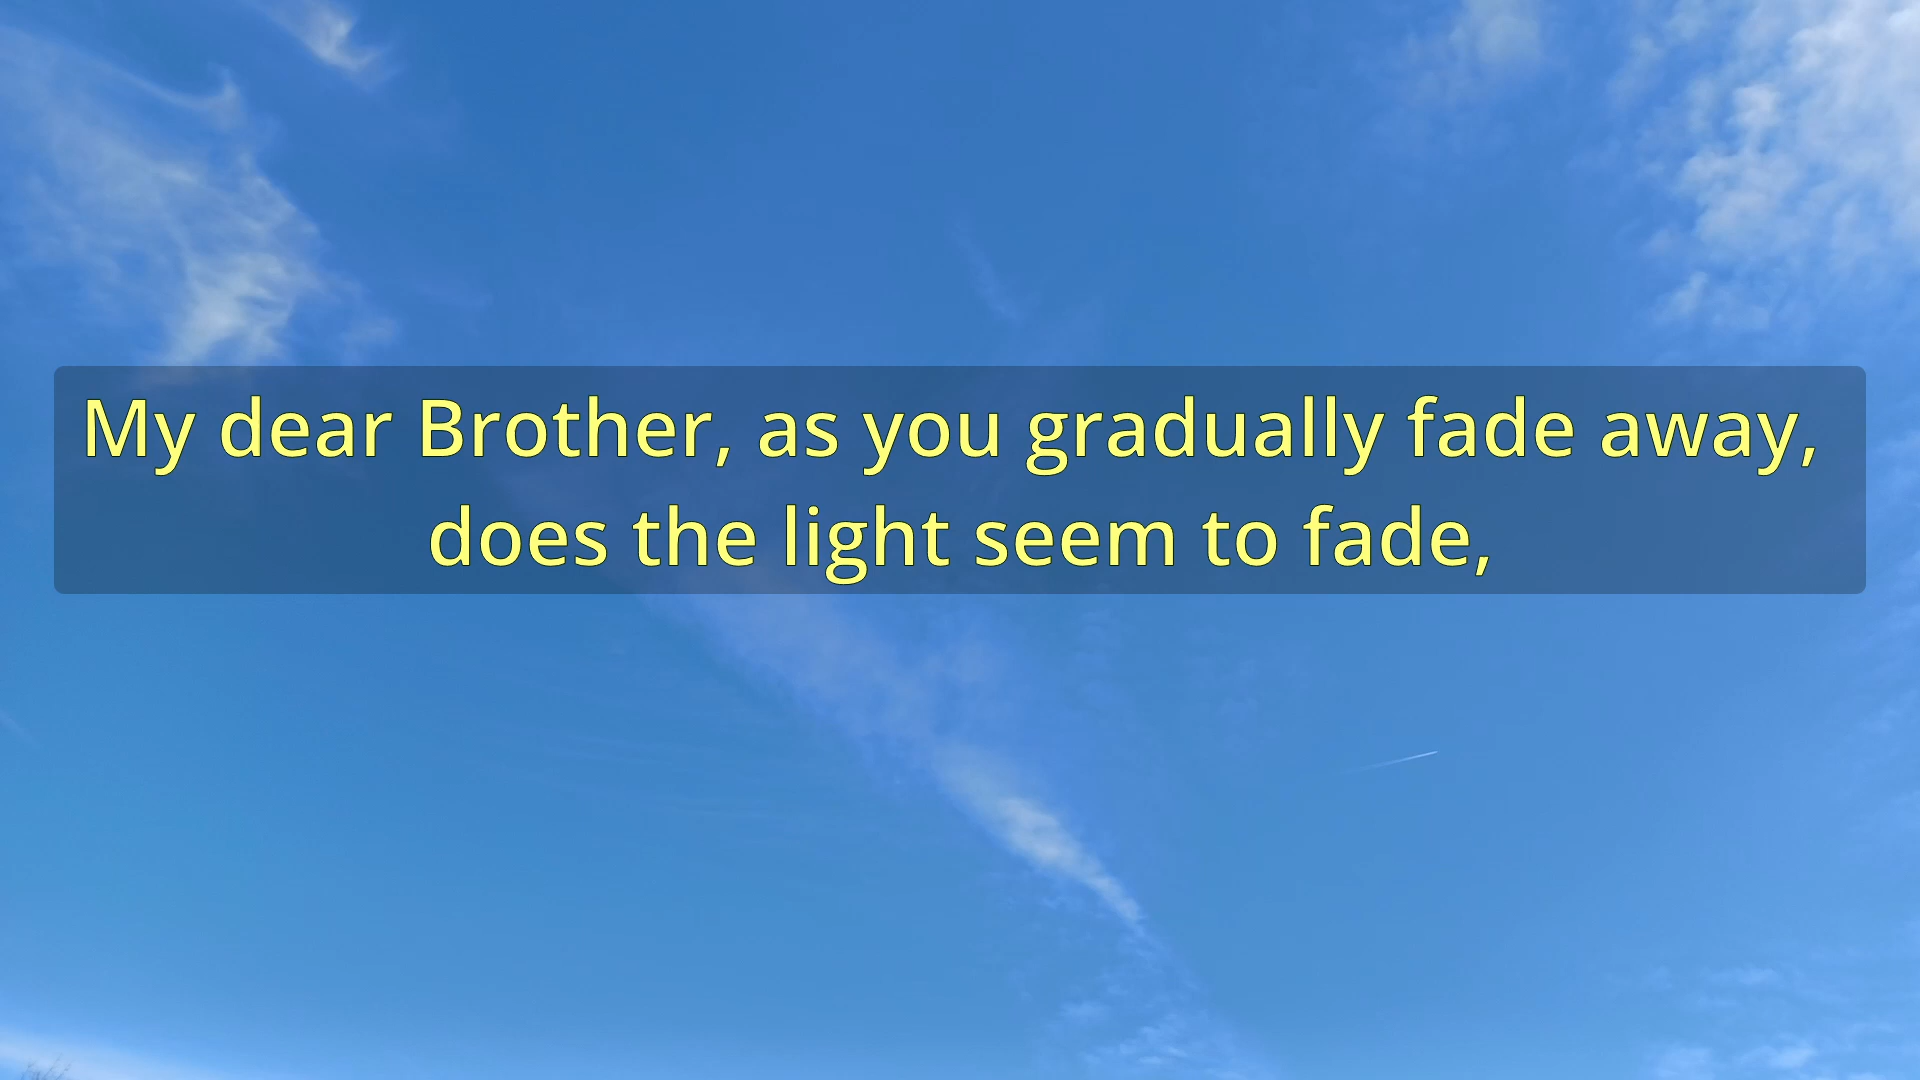 My dear Brother, as you gradually fade away,
does the light seem to fade,